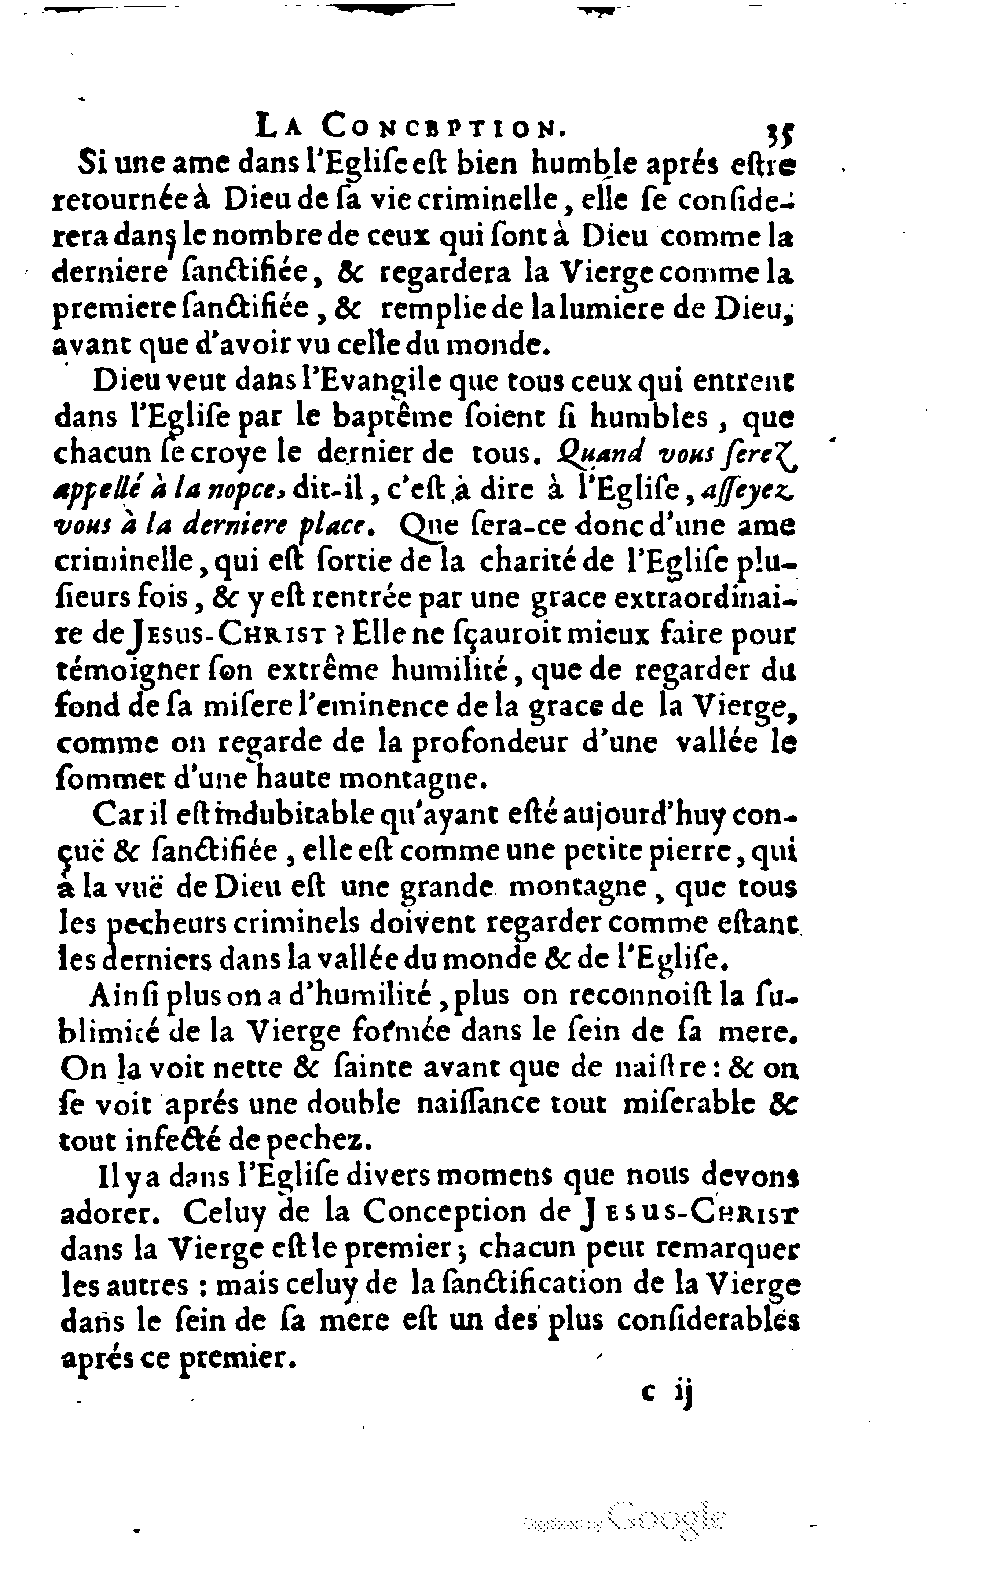 LA CONCEPTION. 35
Si une ame dans l'Egliſe eſt bien humble aprés eſtre
retournée à Dieu de ſa vie criminelle, elle ſe conſide-
rera dans le nombre de ceux qui ſont à Dieu comme la
derniere ſanctifiée, & regardera la Vierge comme la
premiere ſanctifiée, & remplie de la lumiere de Dieu,
avant que d'avoir vu celle du monde.
Dieu veut dans l'Evangile que tous ceux qui entrent
dans l'Egliſe par le baptême ſoient ſi humbles, que
chacun ſe croye le dernier de tous. Quand vous ſerez
appellé à la nopce, dit-il, c'eſt à dire à l'Egliſe, aſſeyez
vous à la derniere place. Que ſera-ce donc d'une ame
criminelle, qui eſt ſortie de la charité de l'Egliſe plu-
ſieurs fois, & y eſt rentrée par une grace extraordinai-
re de JESUS-CHRIST ? Elle ne ſçauroit mieux faire pour
témoigner ſon extrême humilité, que de regarder du
fond de ſa miſere l'eminence de la grace de la Vierge,
comme on regarde de la profondeur d'une vallée le
ſommet d'une haute montagne.
Car il eſt indubitable qu'ayant eſté aujourd'huy con-
çuë & ſanctifiée, elle eſt comme une petite pierre, qui
à la vuë de Dieu eſt une grande montagne, que tous
les pecheurs criminels doivent regarder comme eſtant
les derniers dans la vallée du monde & de l'Egliſe.
Ainſi plus on a d'humilité, plus on reconnoiſt la ſu-
blimité de la Vierge formée dans le ſein de ſa mere.
On la voit nette & ſainte avant que de naiſtre : & on
ſe voit aprés une double naiſſance tout miſerable &
tout infecté de pechez.
Il y a dans l'Egliſe divers momens que nous devons
adorer. Celuy de la Conception de JESUS-CHRIST
dans la Vierge eſt le premier ; chacun peut remarquer
les autres : mais celuy de la ſanctification de la Vierge
dans le ſein de ſa mere eſt un des plus conſiderables
aprés ce premier.
c ij
Digitized by Google